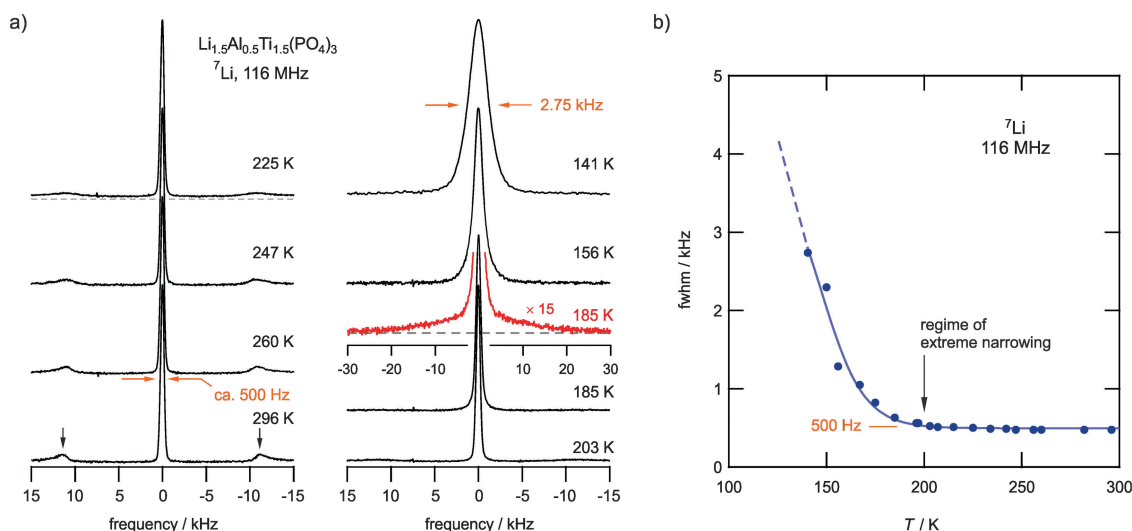 a)
Li1.5Al0.5Ti1.5(PO4)3
7Li, 116 MHz
225 K
247 K
260 K
ca. 500 Hz
296 K
15 10 5 0 -5 -10 -15
frequency / kHz
2.75 kHz
141 K
156 K
× 15
185 K
-30 -20 -10 0 10 20 30
185 K
203 K
15 10 5 0 -5 -10 -15
frequency / kHz
b)
5
4
3
2
1
0
fwhm / kHz
7Li
116 MHz
regime of
extreme narrowing
500 Hz
100 150 200 250 300
T / K